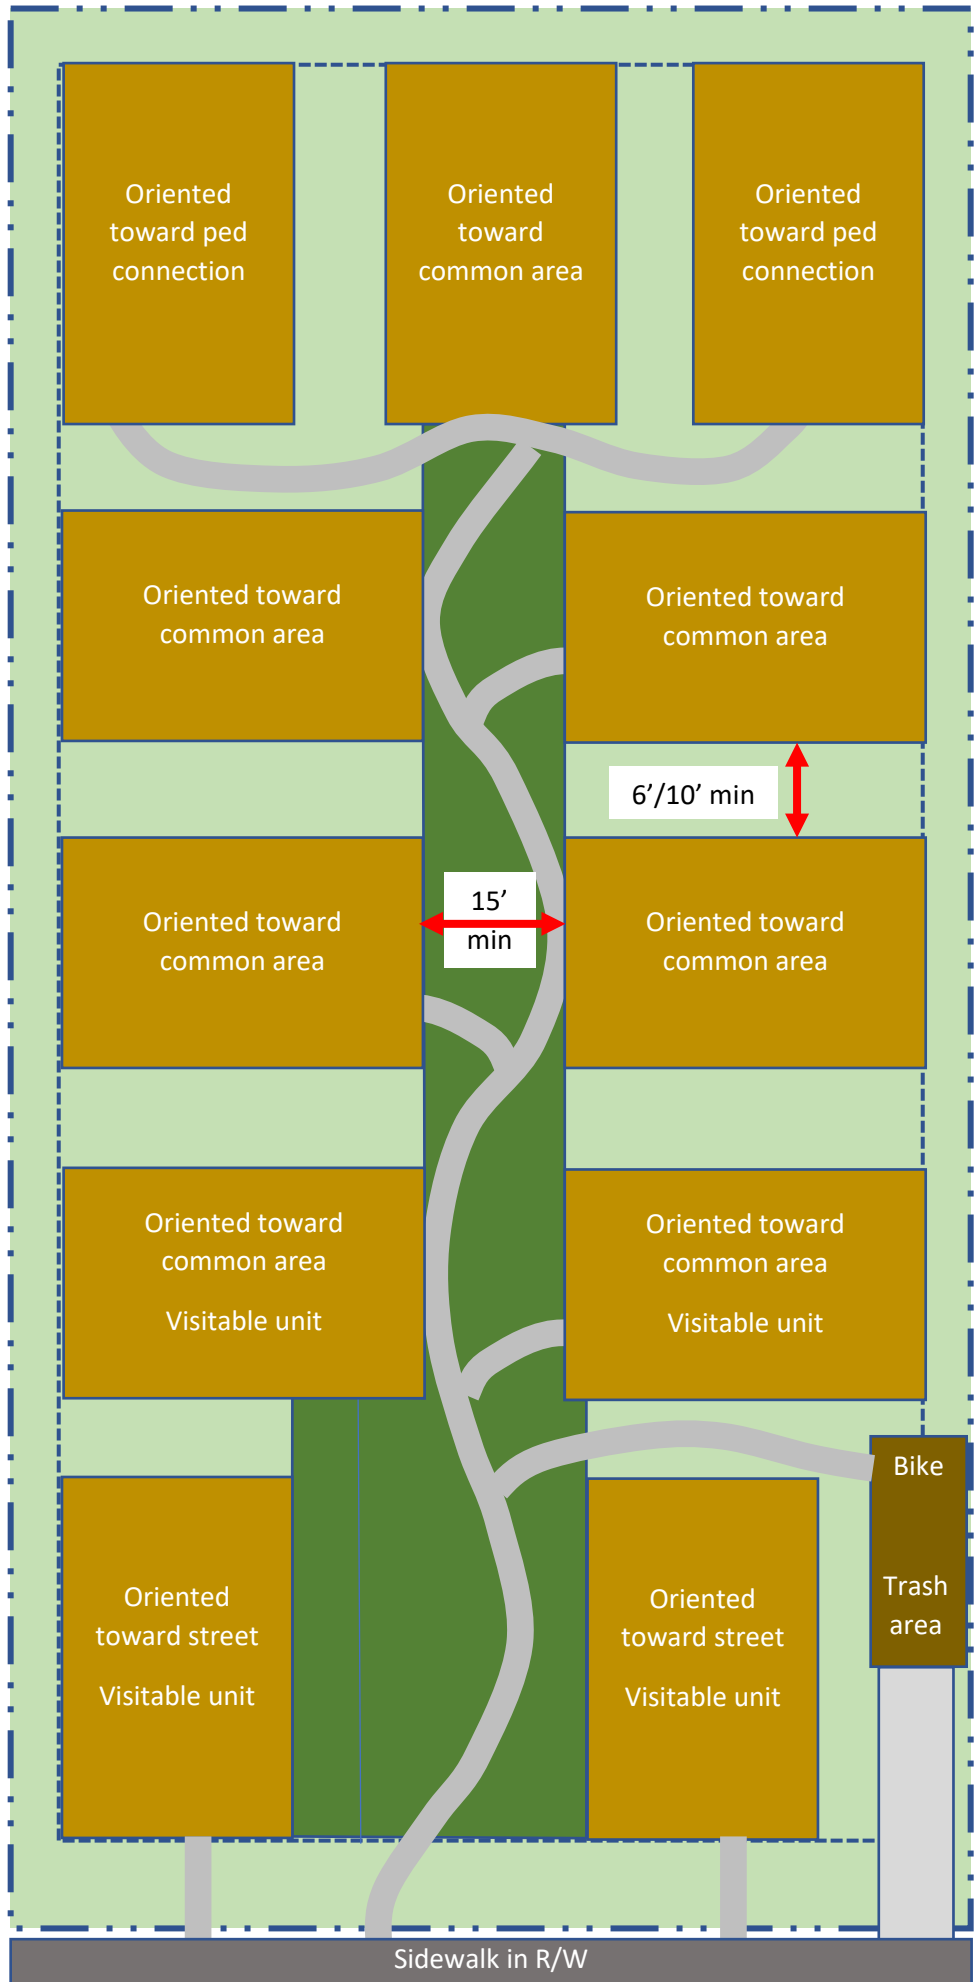 Oriented
toward ped
connection
Oriented
toward
common area
Oriented
toward ped
connection
Oriented toward
common area
Oriented toward
common area
6’/10’ min
Oriented toward
common area
15’
min
Oriented toward
common area
Oriented toward
common area
Visitable unit
Oriented toward
common area
Visitable unit
Bike
Trash
area
Oriented
toward street
Visitable unit
Oriented
toward street
Visitable unit
Sidewalk in R/W